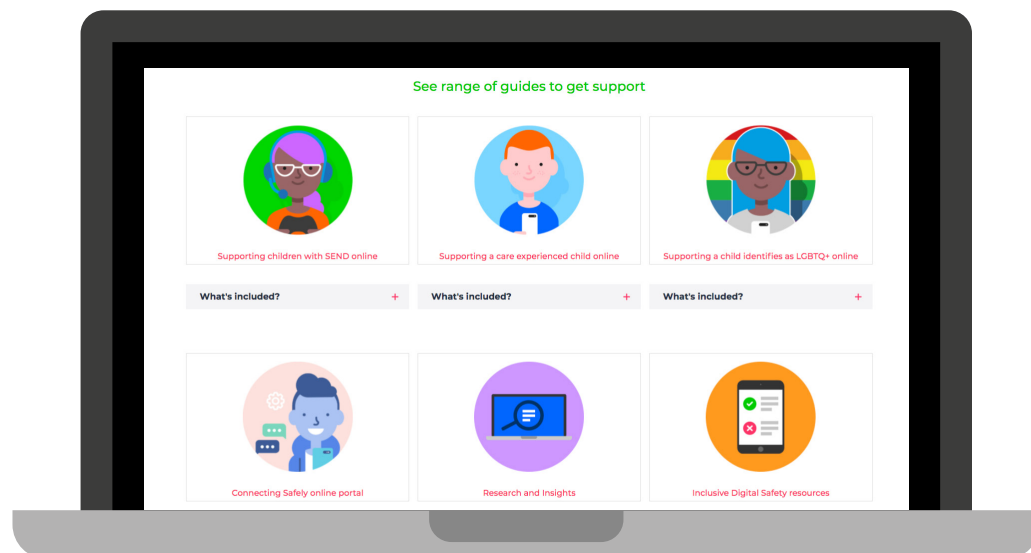 See range of guides to get support
Supporting children with SEND online
Supporting a care experienced child online
Supporting a child identifies as LGBTQ+ online
What's included? +
What's included? +
What's included? +
Connecting Safely online portal
Research and Insights
Inclusive Digital Safety resources